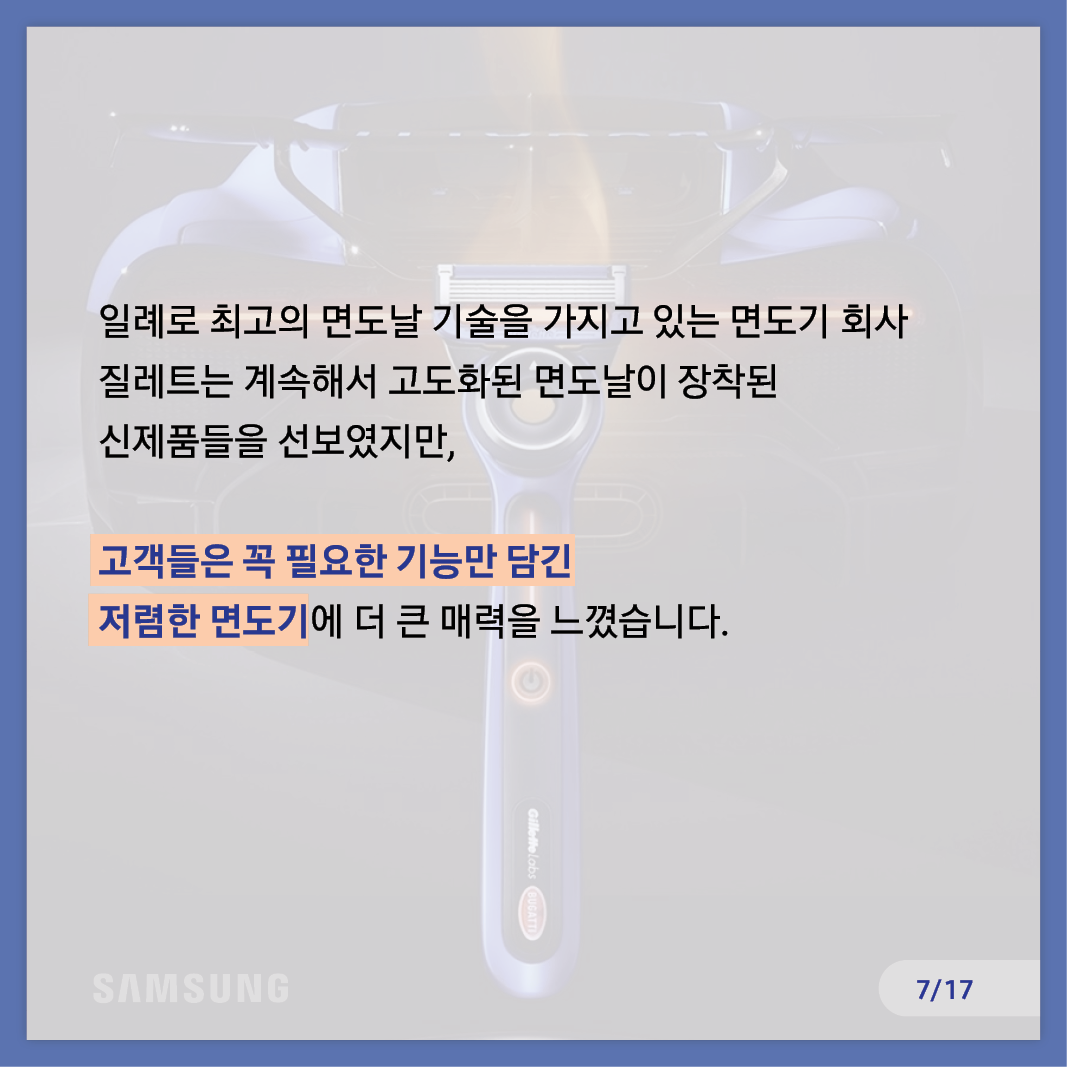 일례로 최고의 면도날 기술을 가지고 있는 면도기 회사
질레트는 계속해서 고도화된 면도날이 장착된
신제품들을 선보였지만,
고객들은 꼭 필요한 기능만 담긴
저렴한 면도기에 더 큰 매력을 느꼈습니다.
GilletteLabs
BUGATTI
SAMSUNG
7/17